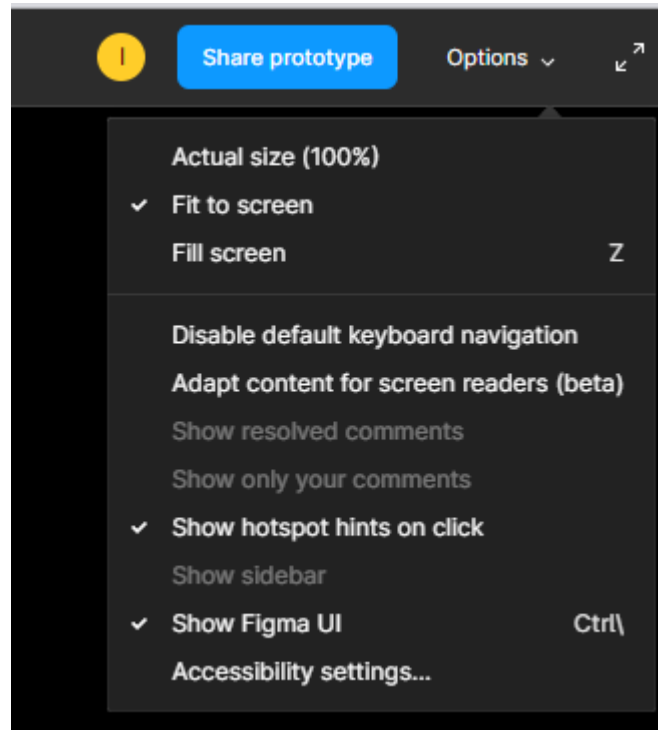 I
Share prototype
Options
Actual size (100%)
Fit to screen
Fill screen Z
Disable default keyboard navigation
Adapt content for screen readers (beta)
Show resolved comments
Show only your comments
Show hotspot hints on click
Show sidebar
Show Figma UI Ctrl\
Accessibility settings...